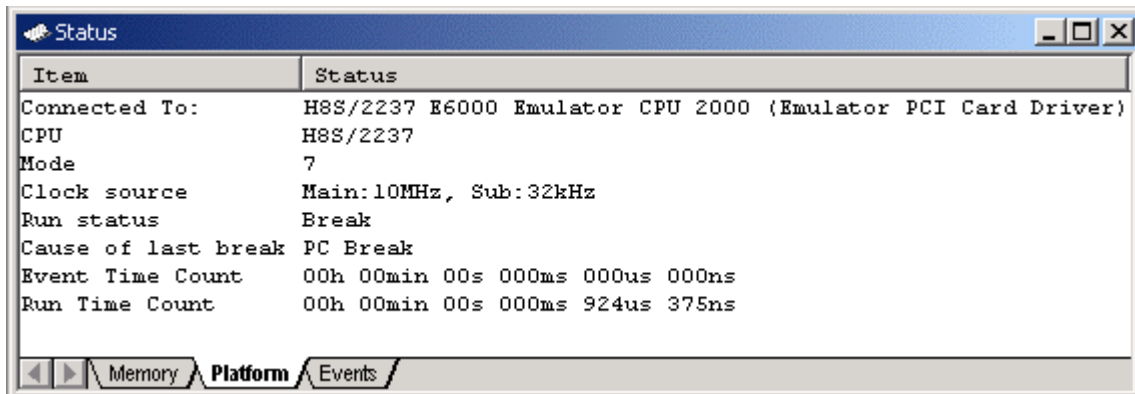 Status
Item Status
Connected To: H8S/2237 E6000 Emulator CPU 2000 (Emulator PCI Card Driver)
CPU H8S/2237
Mode 7
Clock source Main:10MHz, Sub:32kHz
Run status Break
Cause of last break PC Break
Event Time Count 00h 00min 00s 000ms 000us 000ns
Run Time Count 00h 00min 00s 000ms 924us 375ns
Memory Platform Events